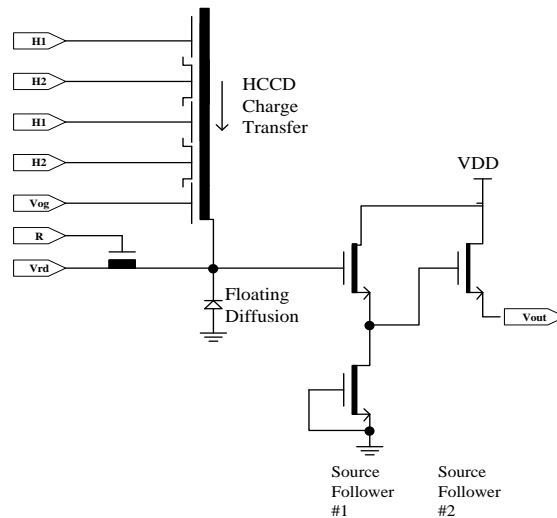 H1
H2
H1
H2
Vog
R
Vrd
HCCD
Charge
Transfer
VDD
Floating
Diffusion
Vout
Source
Follower
#1
Source
Follower
#2